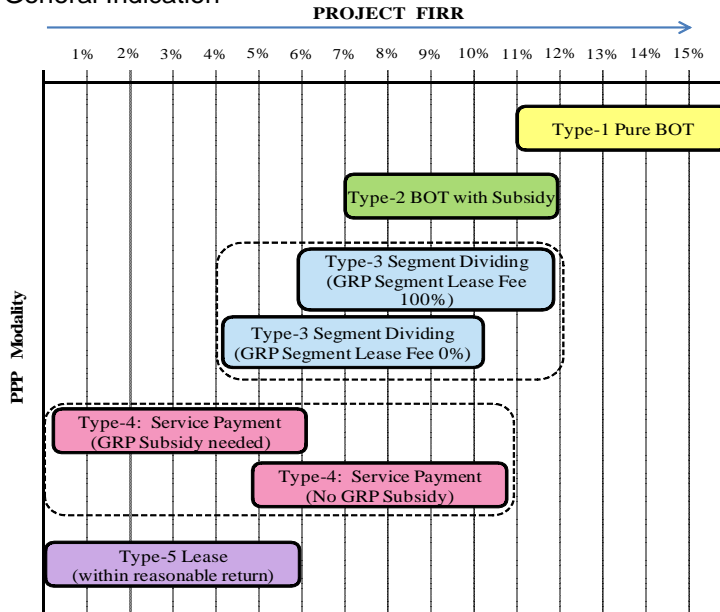 General Indication
PROJECT FIRR
1% 2% 3% 4% 5% 6% 7% 8% 9% 10% 11% 12% 13% 14% 15%
Type-1 Pure BOT
Type-2 BOT with Subsidy
Type-3 Segment Dividing
(GRP Segment Lease Fee
100%)
Type-3 Segment Dividing
(GRP Segment Lease Fee 0%)
PPP Modality
Type-4: Service Payment
(GRP Subsidy needed)
Type-4: Service Payment
(No GRP Subsidy)
Type-5 Lease
(within reasonable return)